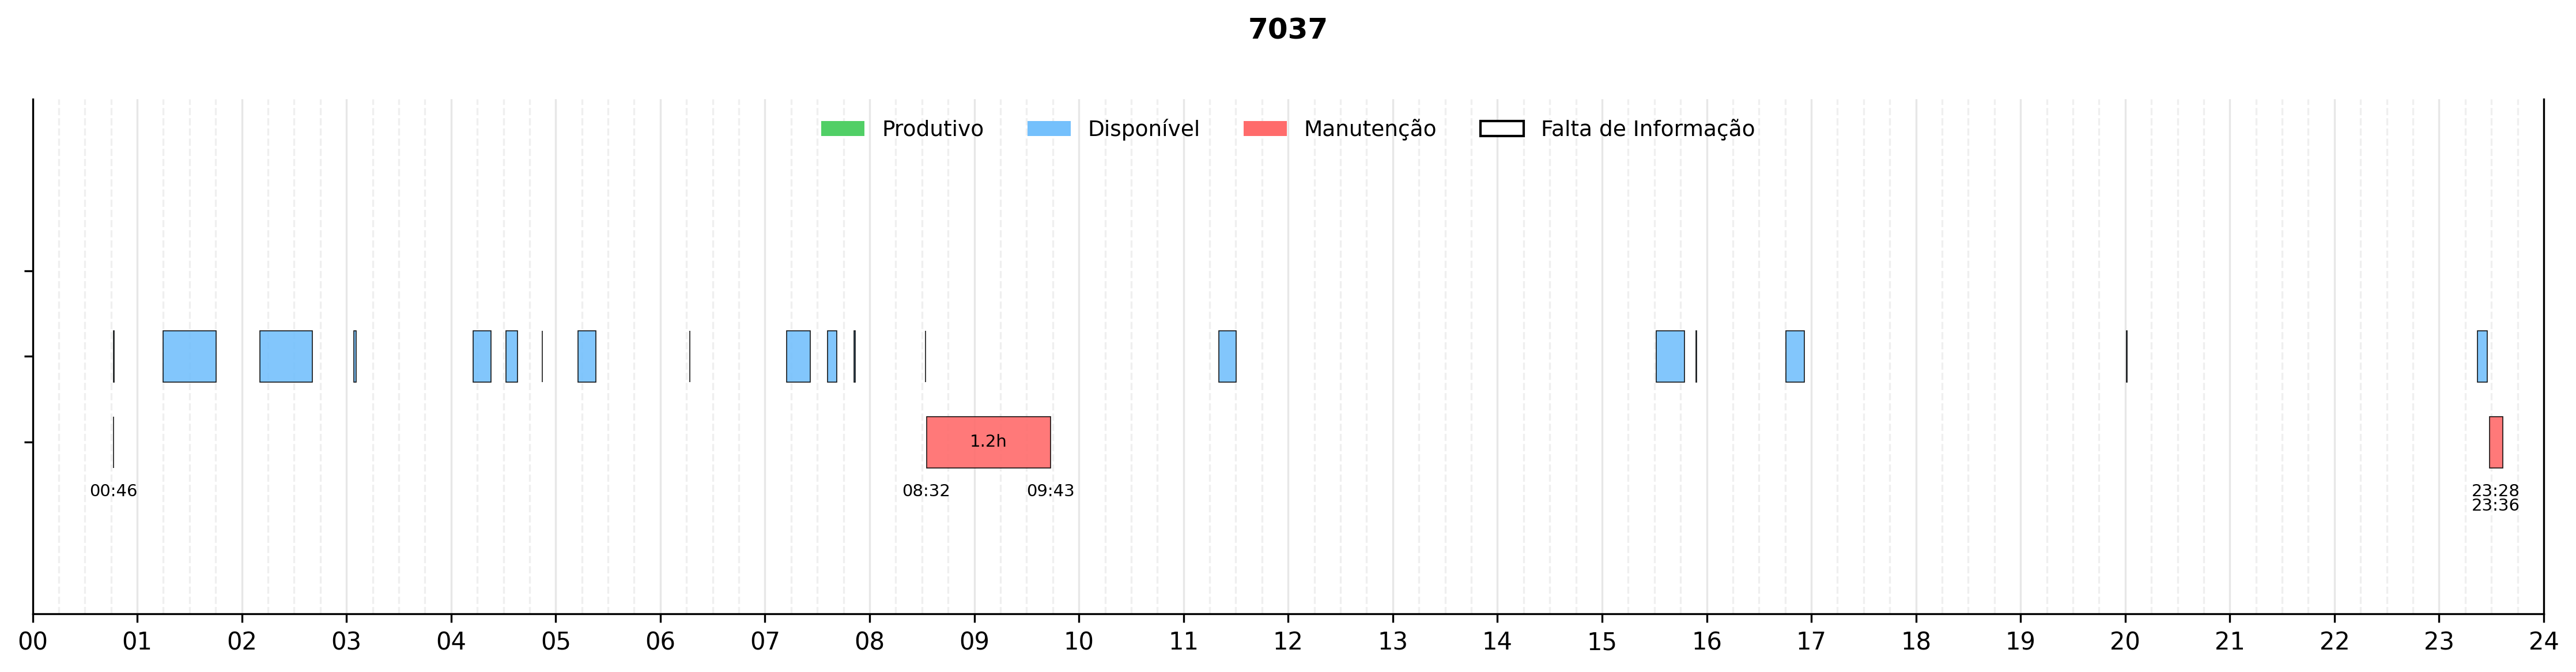 7037
Produtivo Disponível Manutenção Falta de Informação
1.2h
00:46 08:32 09:43 23:28
23:36
00 01 02 03 04 05 06 07 08 09 10 11 12 13 14 15 16 17 18 19 20 21 22 23 24